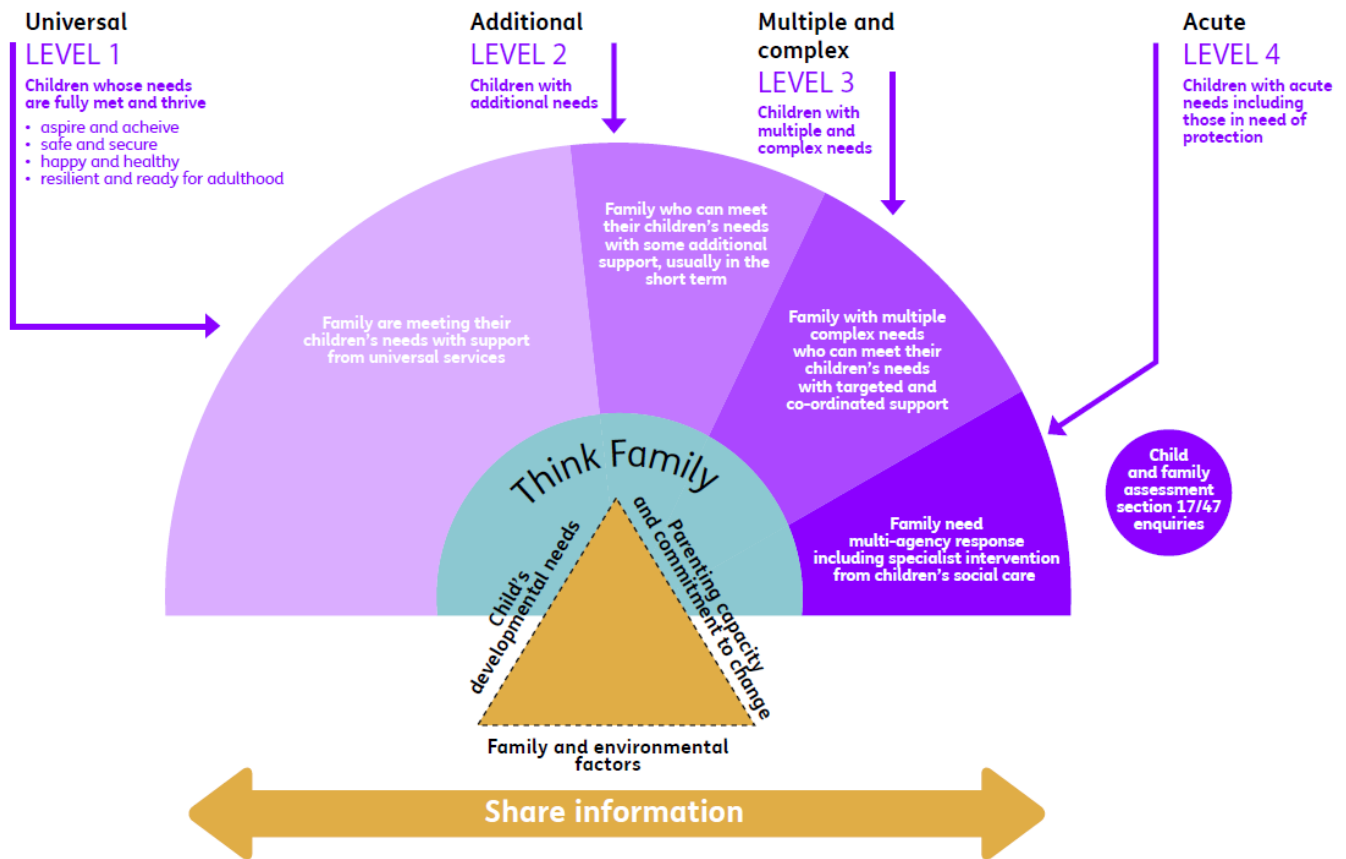 Universal
LEVEL 1
Children whose needs
are fully met and thrive
• aspire and acheive
• safe and secure
• happy and healthy
• resilient and ready for adulthood
Additional
LEVEL 2
Children with
additional needs
Multiple and
complex
LEVEL 3
Children with
multiple and
complex needs
Acute
LEVEL 4
Children with acute
needs including
those in need of
protection
Family are meeting their
children's needs with support
from universal services
Family who can meet
their children's needs
with some additional
support, usually in the
short term
Family with multiple
complex needs
who can meet their
children's needs
with targeted and
co-ordinated support
Family need
multi-agency response
including specialist intervention
from children's social care
Child
and family
assessment
section 17/47
enquiries
Think Family
Child's
developmental needs
Parenting capacity
and commitment to change
Family and environmental
factors
Share information